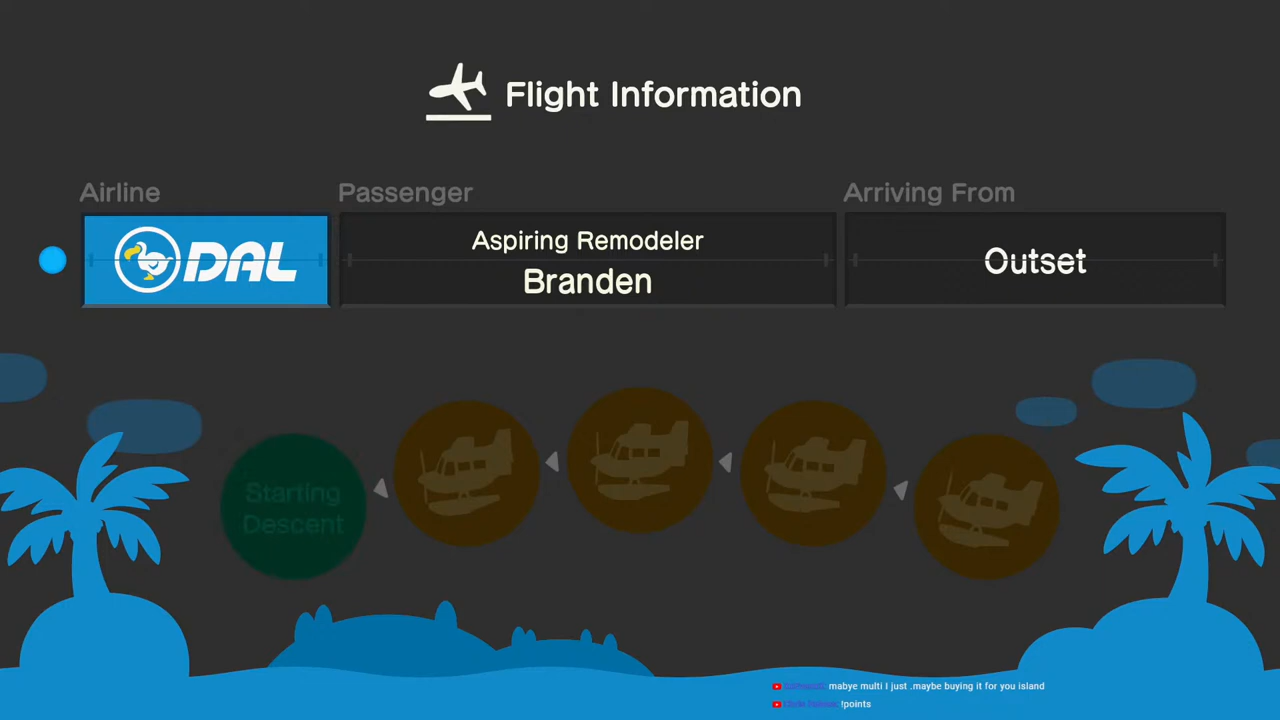 Flight Information
Airline
Passenger
Arriving From
DAL
Aspiring Remodeler
Branden
Outset
Starting
Descent
mabye multi I just .maybe buying it for you island
!points